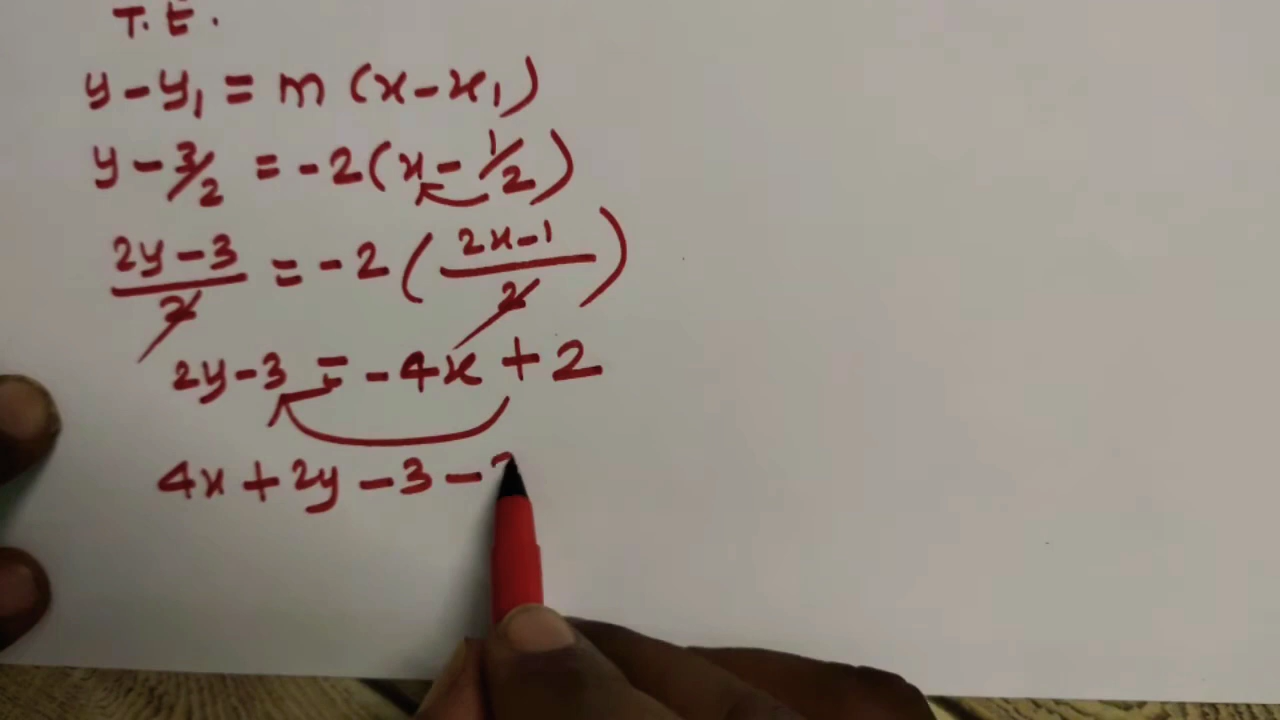 T.E.
y-y₁ = m (x-x₁)
y-3/2 = -2(x-1/2)
2y-3/2 = -2(2x-1/2)
2y-3 = -4x+2
4x+2y-3-